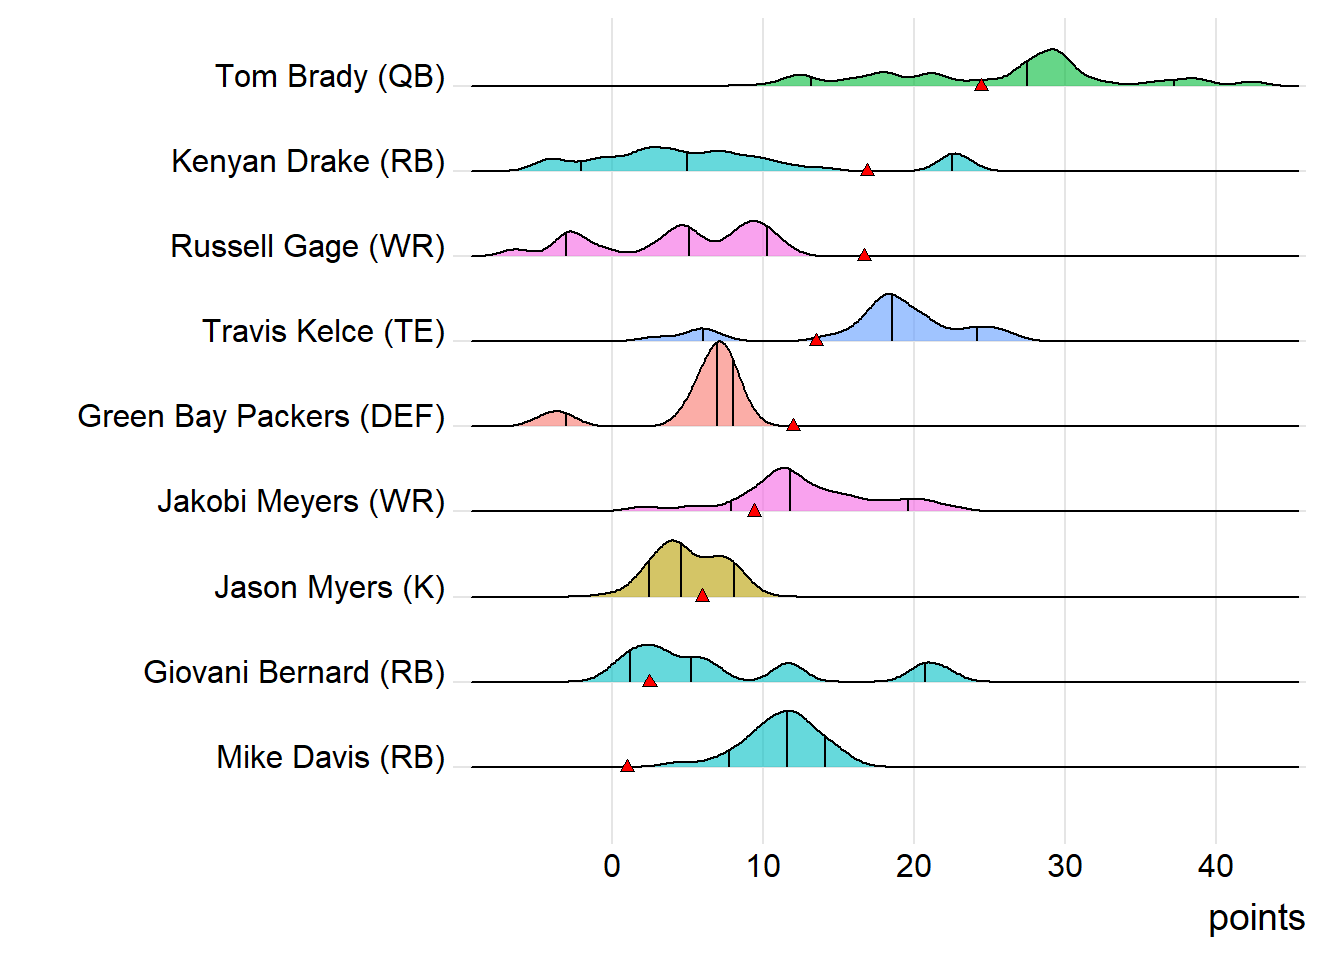 Tom Brady (QB)
Kenyan Drake (RB)
Russell Gage (WR)
Travis Kelce (TE)
Green Bay Packers (DEF)
Jakobi Meyers (WR)
Jason Myers (K)
Giovani Bernard (RB)
Mike Davis (RB)
0 10 20 30 40
points